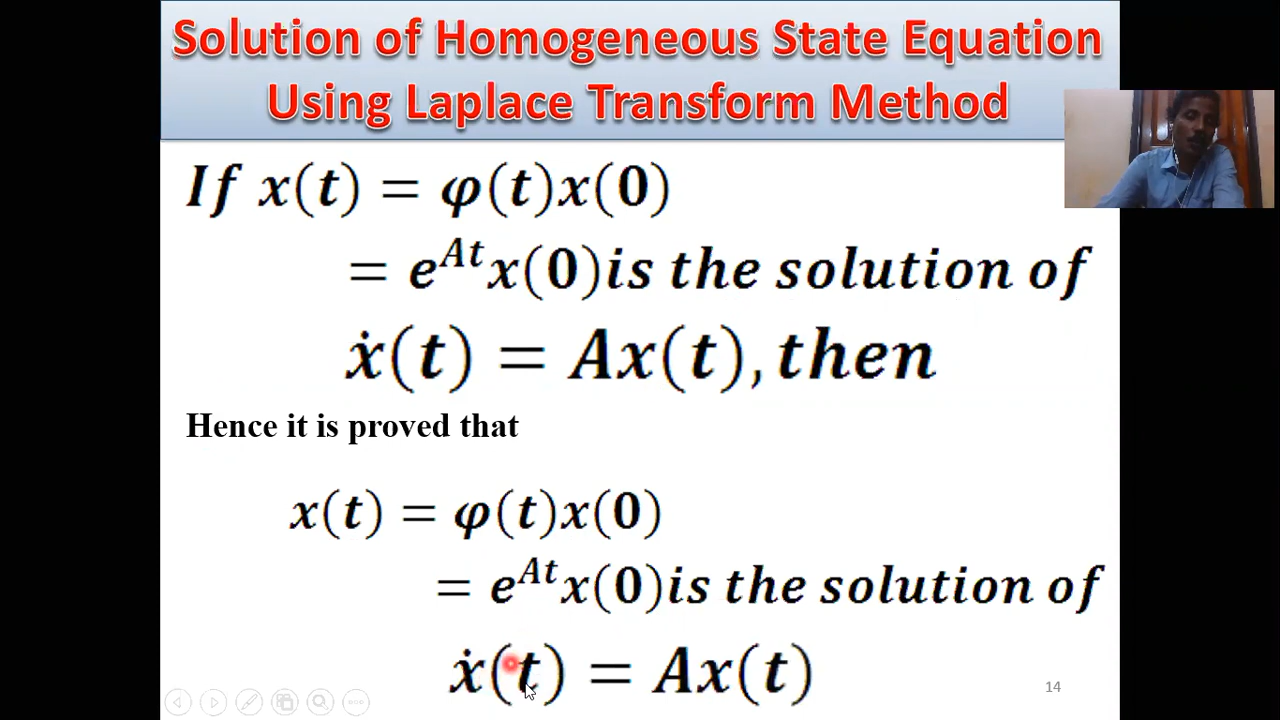 Solution of Homogeneous State Equation
Using Laplace Transform Method
If x(t) = φ(t)x(0)
= e^{At}x(0)is the solution of
ẋ(t) = Ax(t), then
Hence it is proved that
x(t) = φ(t)x(0)
= e^{At}x(0)is the solution of
ẋ(t) = Ax(t)
14